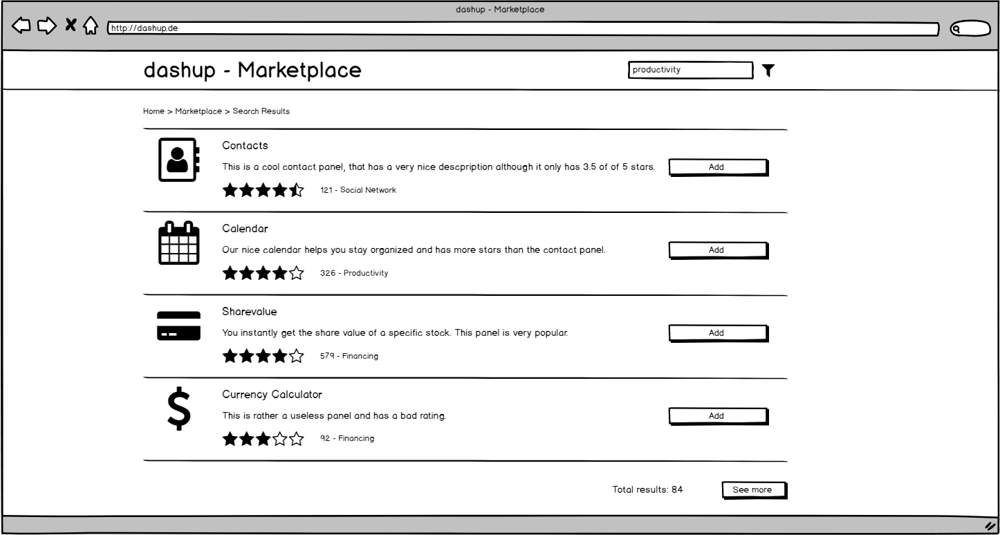 dashup - Marketplace
http://dashup.de
dashup - Marketplace
productivity
Home > Marketplace > Search Results
Contacts
This is a cool contact panel, that has a very nice descpription although it only has 3.5 of of 5 stars.
Add
121 - Social Network
Calendar
Our nice calendar helps you stay organized and has more stars than the contact panel.
Add
326 - Productivity
Sharevalue
You instantly get the share value of a specific stock. This panel is very popular.
Add
579 - Financing
Currency Calculator
This is rather a useless panel and has a bad rating.
Add
92 - Financing
Total results: 84
See more